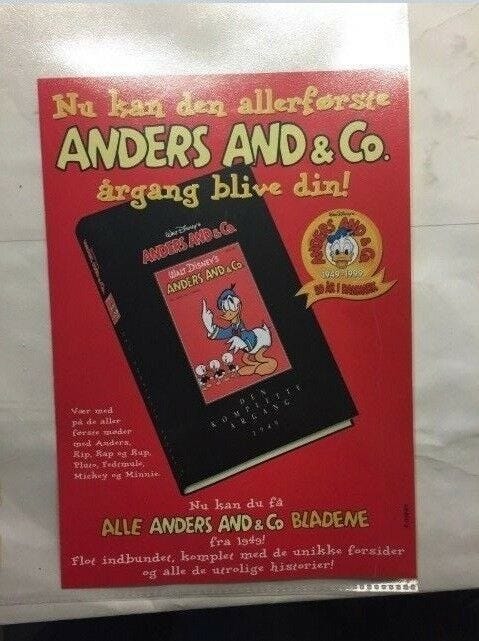 Nu kan den allerførste
ANDERS AND & Co.
årgang blive din!
Walt Disney's
ANDERS AND & Co
WALT DISNEY'S
ANDERS AND & Co
ANDERS AND & Co
1949-1999
50 ÅR I DANMARK
DEN
KOMPLETTE
ÅRGANG
1949
Vær med
på de aller
første møder
med Anders,
Rip, Rap og Rup,
Pluto, Fedtmule,
Mickey og Minnie.
Nu kan du få
ALLE ANDERS AND & Co BLADENE
fra 1949!
Flot indbundet, komplet med de unikke forsider
og alle de utrolige historier!